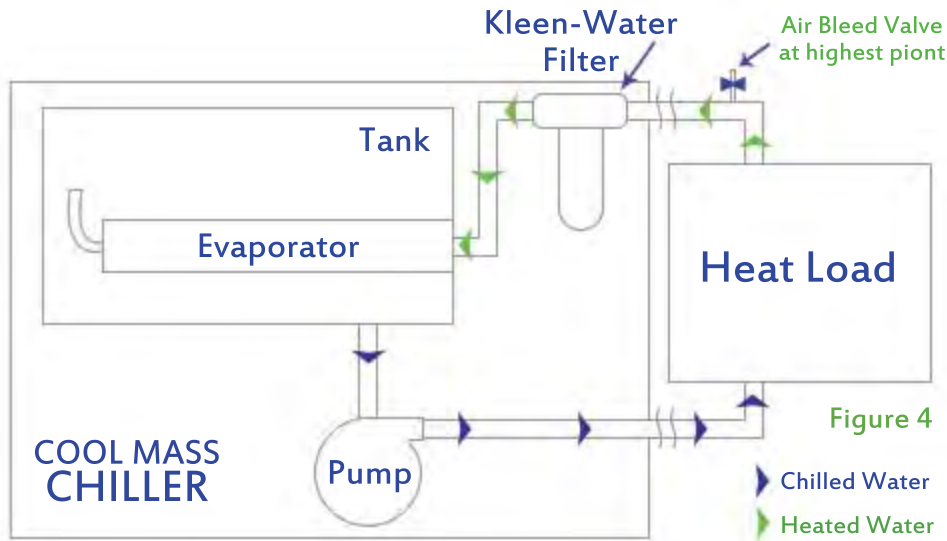 Kleen-Water
Filter
Air Bleed Valve
at highest piont
Tank
Evaporator
Heat Load
Figure 4
COOL MASS
CHILLER
Pump
Chilled Water
Heated Water